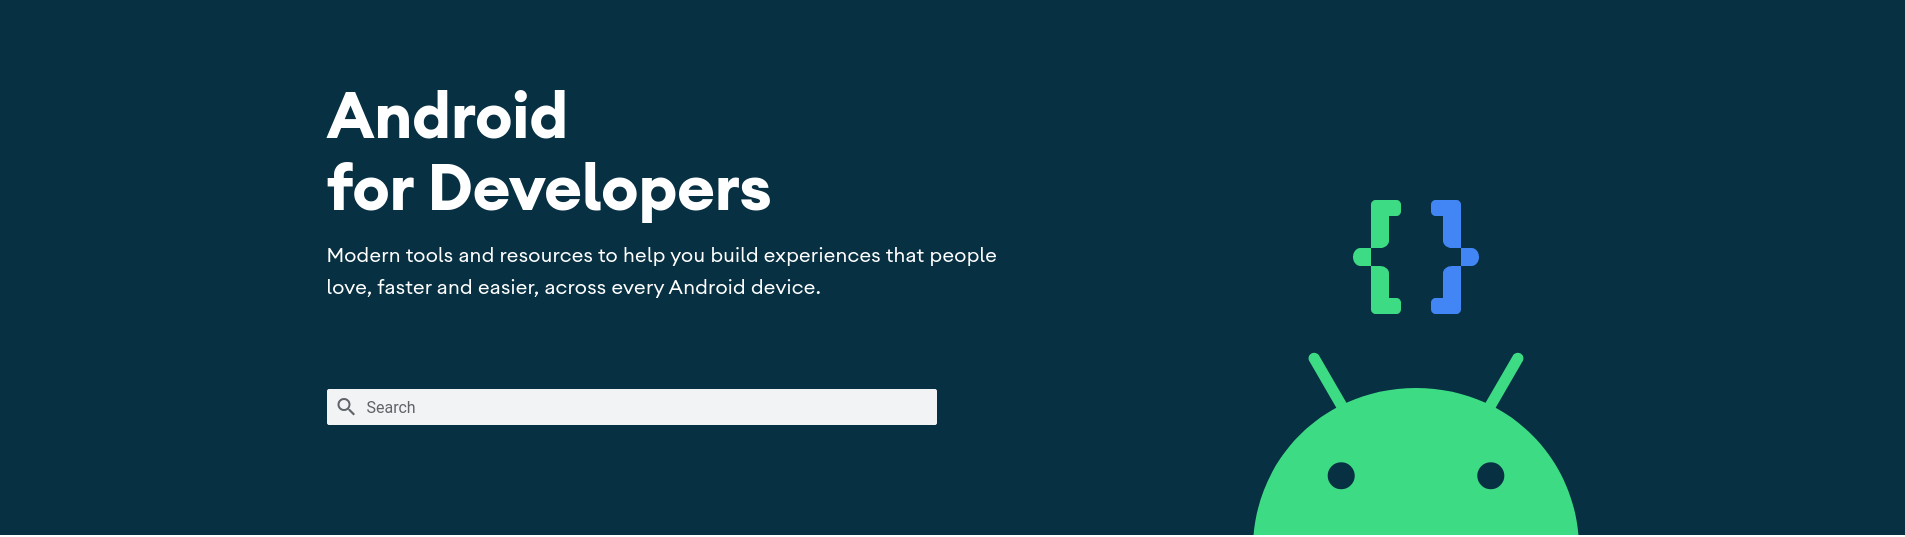 Android
for Developers
Modern tools and resources to help you build experiences that people
love, faster and easier, across every Android device.
Search